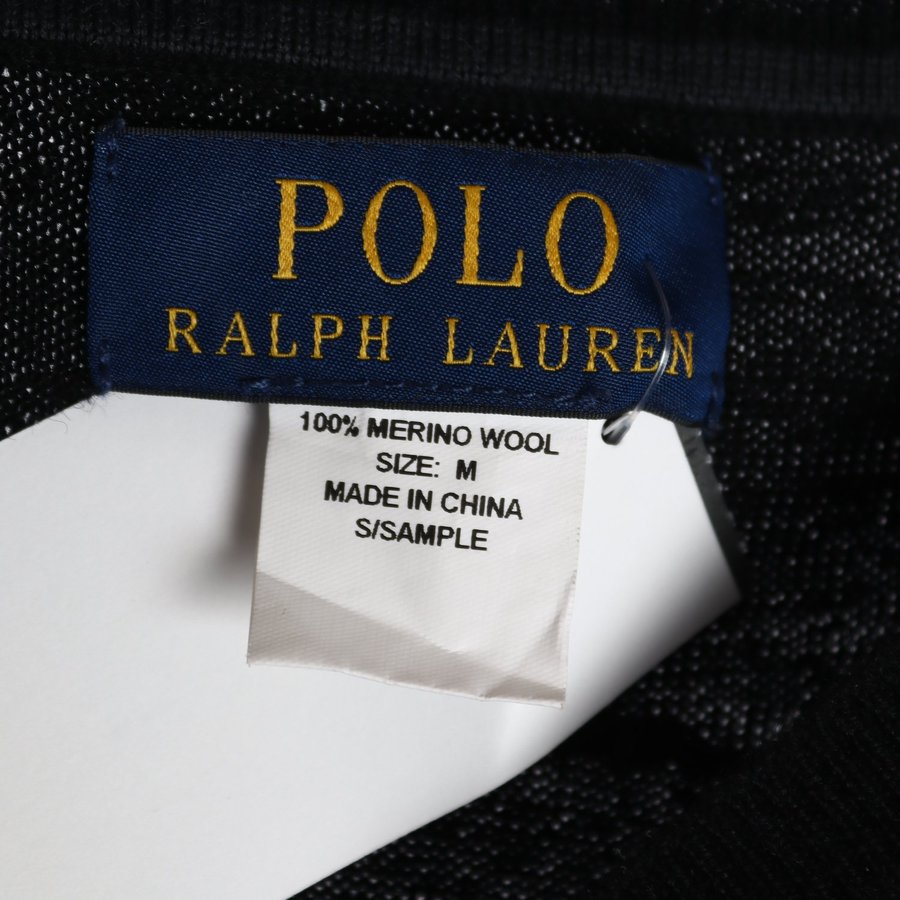 POLO
RALPH LAUREN
100% MERINO WOOL
SIZE: M
MADE IN CHINA
S/SAMPLE